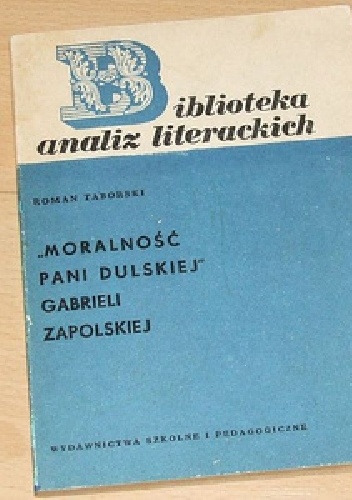 Biblioteka
analiz literackich
ROMAN TABORSKI
„MORALNOŚĆ
PANI DULSKIEJ"
GABRIELI
ZAPOLSKIEJ
WYDAWNICTWA SZKOLNE I PEDAGOGICZNE